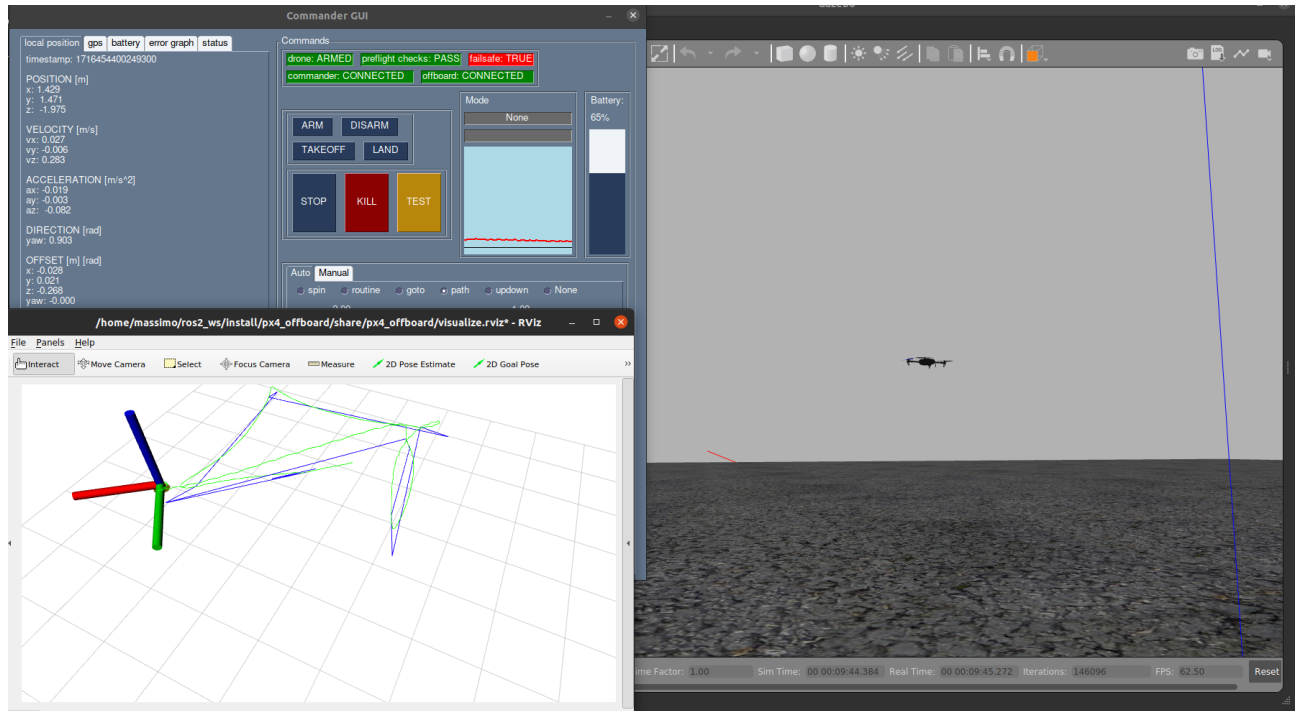 Commander GUI
local position gps battery error graph status
timestamp: 1716454400249300
POSITION [m]
x: 1.429
y: 1.471
z: -1.975
VELOCITY [m/s]
vx: 0.027
vy: -0.006
vz: 0.283
ACCELERATION [m/s^2]
ax: -0.019
ay: -0.003
az: -0.082
DIRECTION [rad]
yaw: 0.903
OFFSET [m] [rad]
x: -0.028
y: 0.021
z: -0.268
yaw: -0.000
Commands
drone: ARMED preflight checks: PASS failsafe: TRUE
commander: CONNECTED offboard: CONNECTED
ARM DISARM
TAKEOFF LAND
STOP KILL TEST
Mode
None
Battery:
65%
Auto Manual
spin routine goto path updown None
/home/massimo/ros2_ws/install/px4_offboard/share/px4_offboard/visualize.rviz* - RViz
File Panels Help
Interact Move Camera Select Focus Camera Measure 2D Pose Estimate 2D Goal Pose »
LOG
ime Factor: 1.00 Sim Time: 00 00:09:44.384 Real Time: 00 00:09:45.272 Iterations: 146096 FPS: 62.50 Reset